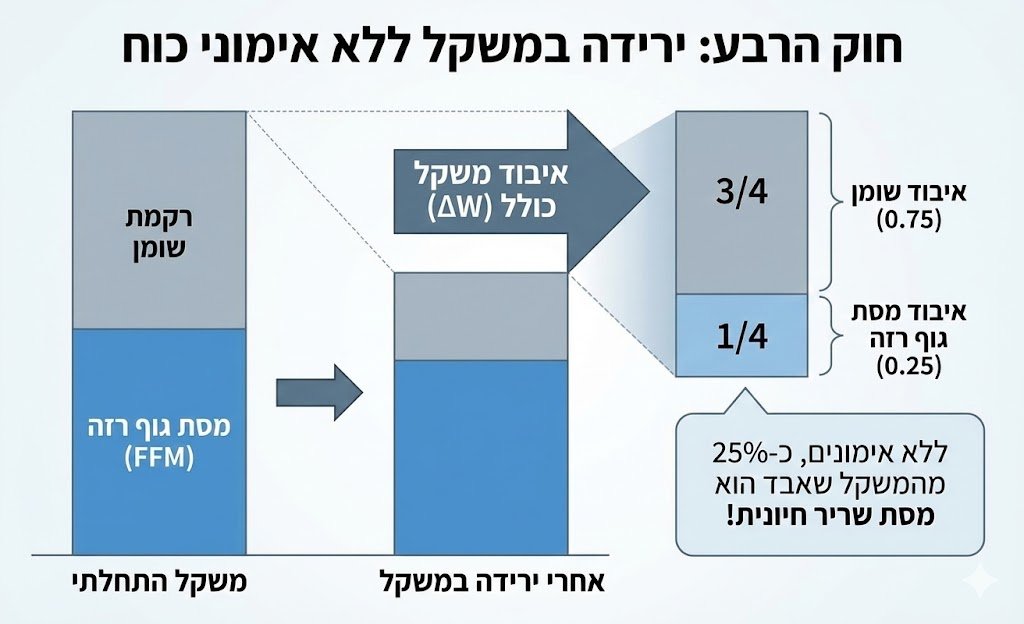 חוק הרבע: ירידה במשקל ללא אימוני כוח
רקמת
שומן
מסת גוף רזה
(FFM)
משקל התחלתי
איבוד משקל
כולל (ΔW)
אחרי ירידה במשקל
3/4
1/4
איבוד שומן
(0.75)
איבוד מסת
גוף רזה
(0.25)
ללא אימונים, כ-25%
מהמשקל שאבד הוא
מסת שריר חיונית!